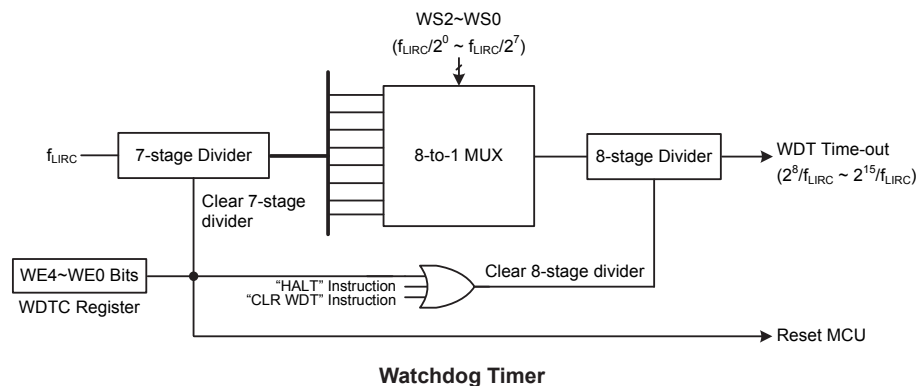 WS2~WS0
(fLIRC/2^0 ~ fLIRC/2^7)
fLIRC
7-stage Divider
8-to-1 MUX
8-stage Divider
WDT Time-out
(2^8/fLIRC ~ 2^15/fLIRC)
Clear 7-stage
divider
WE4~WE0 Bits
WDTC Register
“HALT” Instruction
“CLR WDT” Instruction
Clear 8-stage divider
Reset MCU
Watchdog Timer